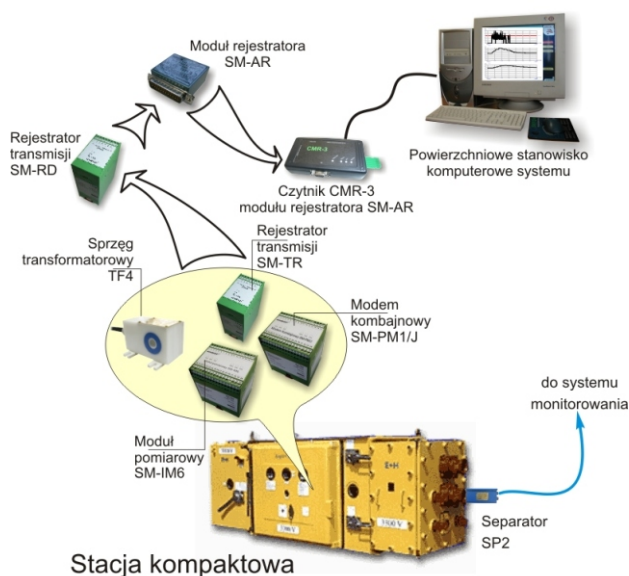 Moduł rejestratora
SM-AR
Rejestrator
transmisji
SM-RD
CMR-3
Czytnik CMR-3
modułu rejestratora SM-AR
Powierzchniowe stanowisko
komputerowe systemu
Sprzęg
transformatorowy
TF4
Rejestrator
transmisji
SM-TR
Modem
kombajnowy
SM-PM1/J
Moduł
pomiarowy
SM-IM6
do systemu
monitorowania
E+H
E+H
3300 V
Separator
SP2
Stacja kompaktowa